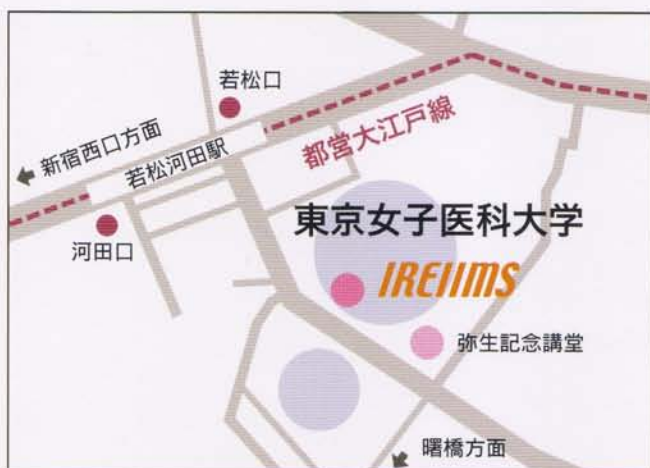 若松口
新宿西口方面
若松河田駅
都営大江戸線
河田口
東京女子医科大学
IREIIMS
弥生記念講堂
曙橋方面